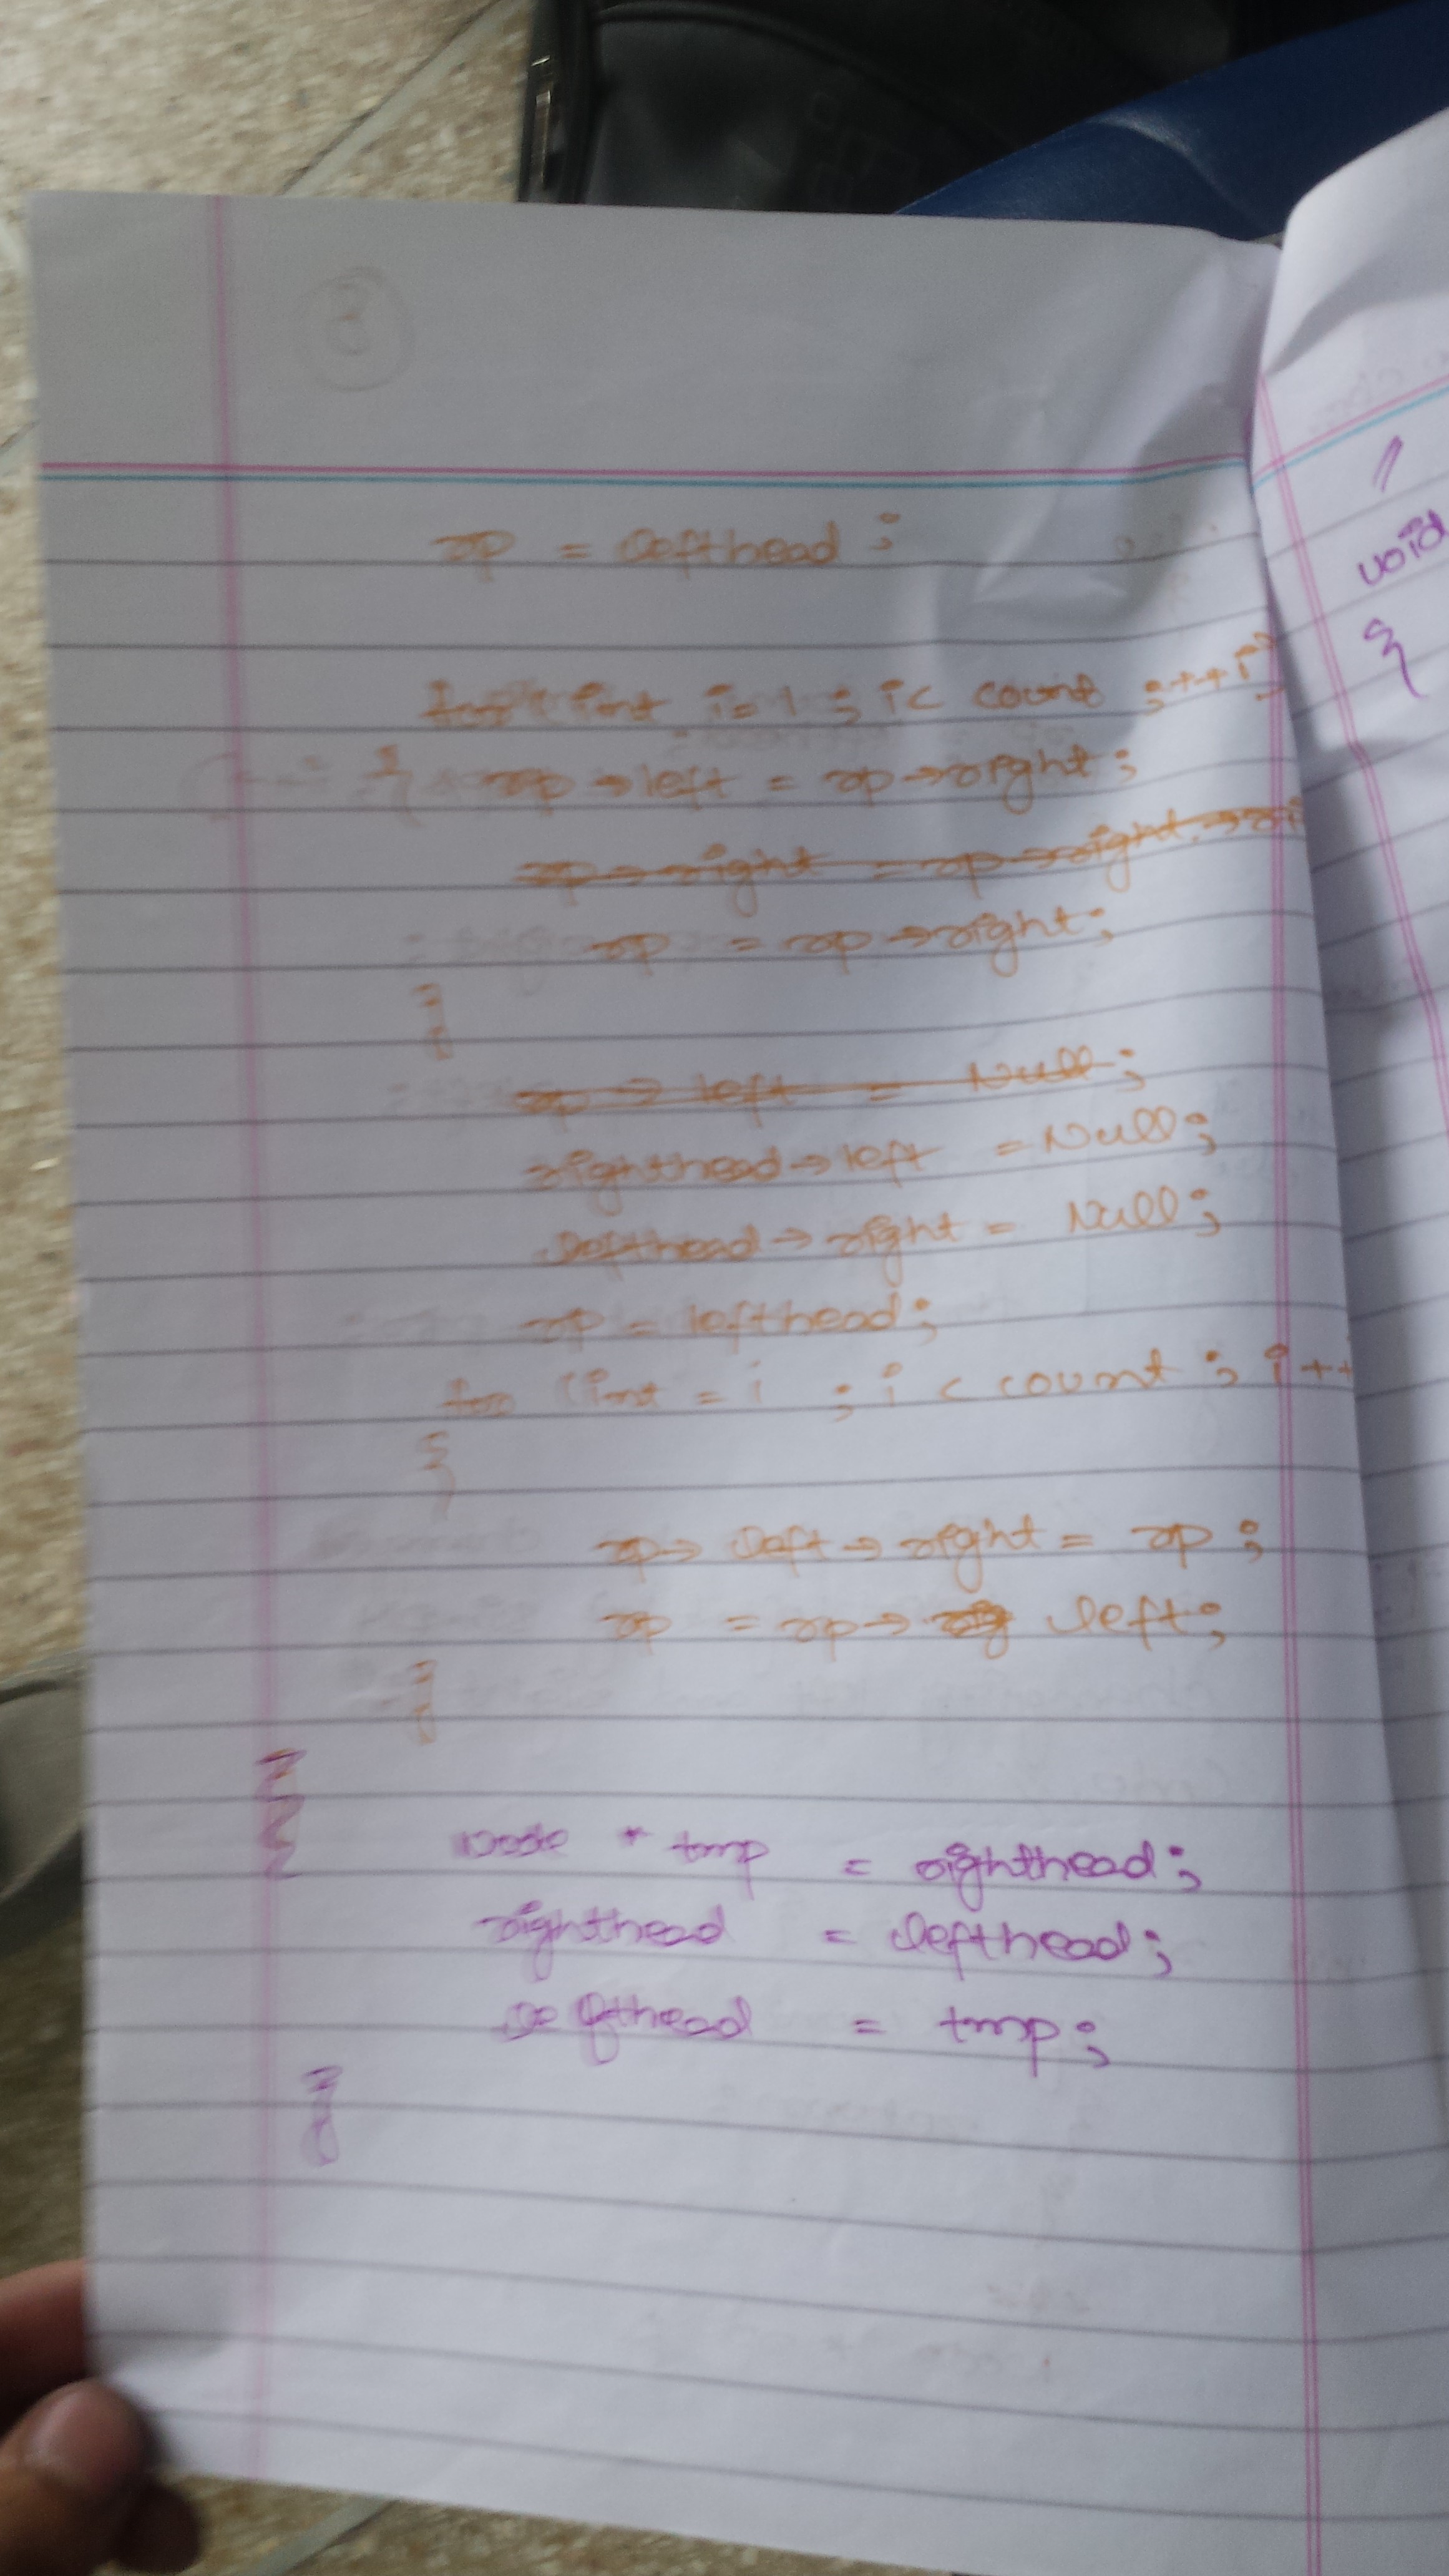 3
rp = lefthead ;
for ( int i=1 ; i< count ; ++i)
{ rp → left = rp → right ;
rp → right = rp → right →
rp = rp → right ;
}
rp → left = Null ;
righthead → left = Null ;
lefthead → right = Null ;
rp = lefthead ;
for (int = i ; i < count ; i++
{
rp → left → right = rp ;
rp = rp → left ;
}
}
{
Node * tmp = righthead ;
righthead = lefthead ;
lefthead = tmp ;
}
void
{